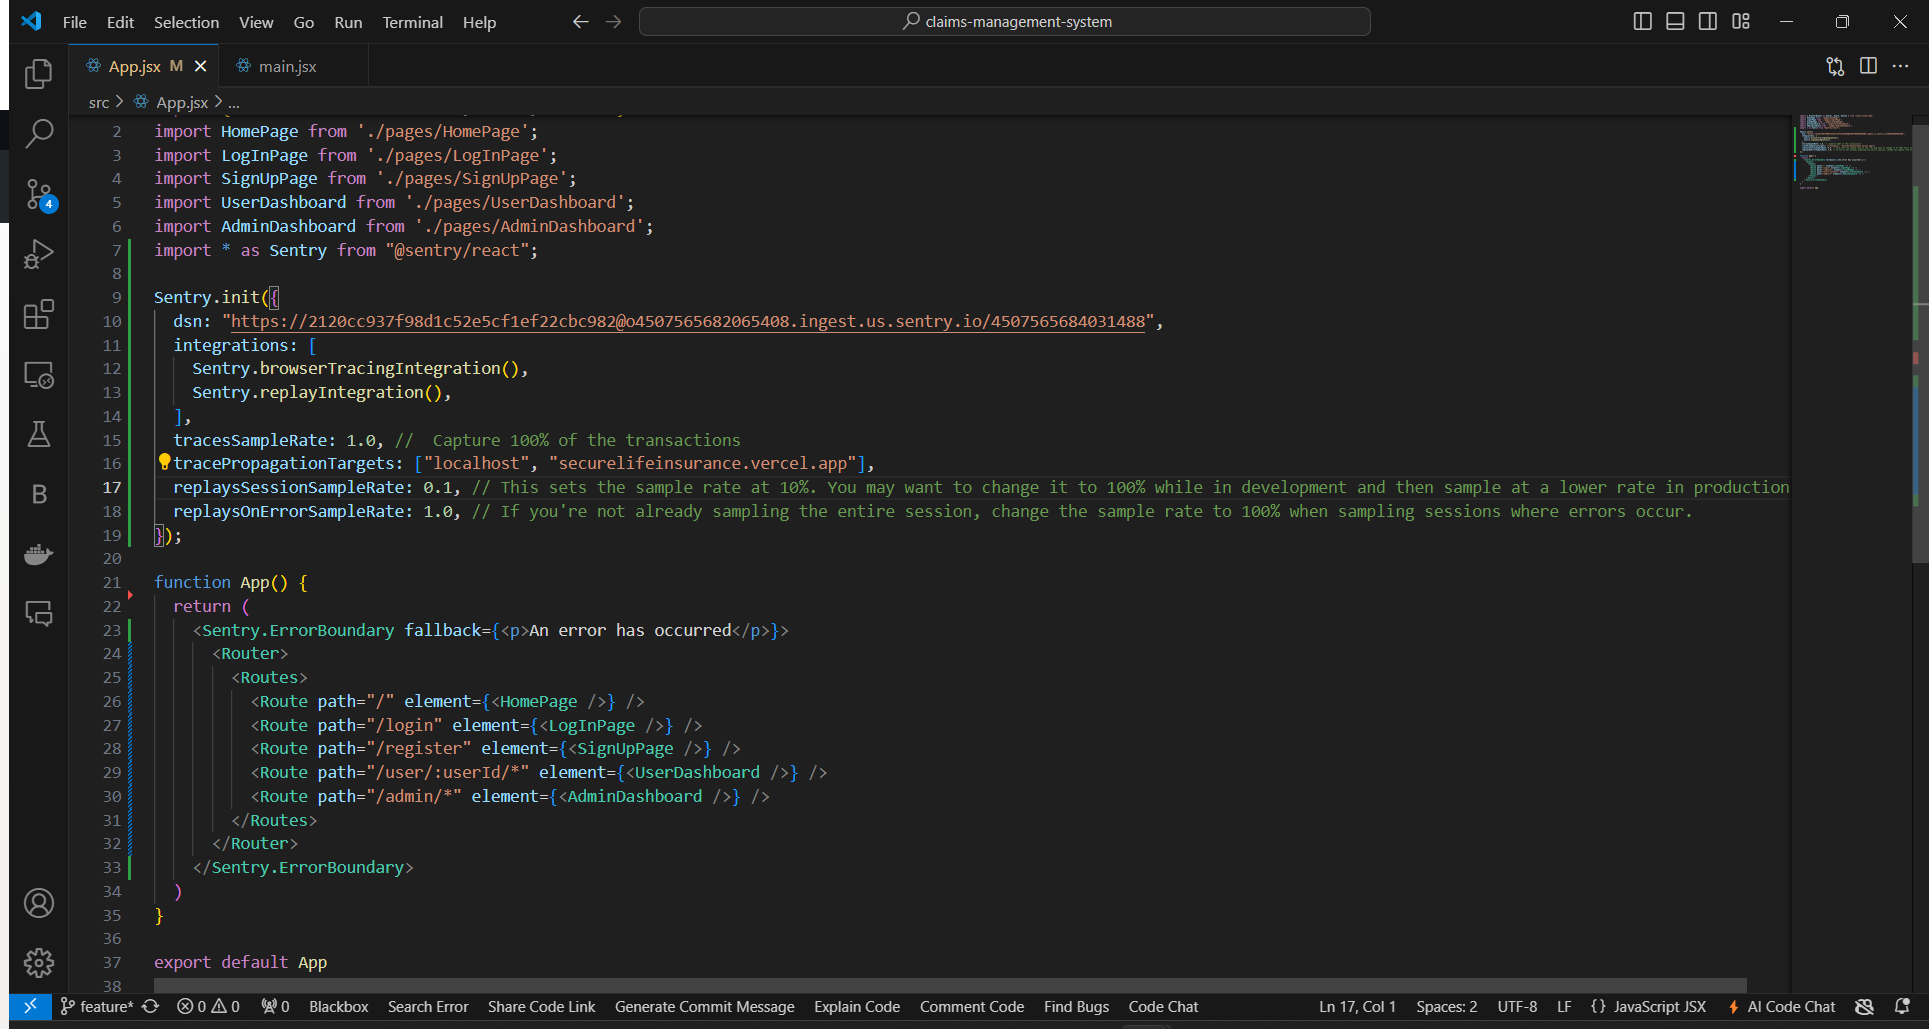 File Edit Selection View Go Run Terminal Help
claims-management-system
App.jsx M
main.jsx
src > App.jsx > ...
4
2 import HomePage from './pages/HomePage';
3 import LogInPage from './pages/LogInPage';
4 import SignUpPage from './pages/SignUpPage';
5 import UserDashboard from './pages/UserDashboard';
6 import AdminDashboard from './pages/AdminDashboard';
7 import * as Sentry from "@sentry/react";
8
9 Sentry.init({
10 dsn: "https://2120cc937f98d1c52e5cf1ef22cbc982@o4507565682065408.ingest.us.sentry.io/4507565684031488",
11 integrations: [
12 Sentry.browserTracingIntegration(),
13 Sentry.replayIntegration(),
14 ],
15 tracesSampleRate: 1.0, //  Capture 100% of the transactions
16 tracePropagationTargets: ["localhost", "securelifeinsurance.vercel.app"],
17 replaysSessionSampleRate: 0.1, // This sets the sample rate at 10%. You may want to change it to 100% while in development and then sample at a lower rate in production
18 replaysOnErrorSampleRate: 1.0, // If you're not already sampling the entire session, change the sample rate to 100% when sampling sessions where errors occur.
19 });
20
21 function App() {
22 return (
23 <Sentry.ErrorBoundary fallback={<p>An error has occurred</p>}>
24 <Router>
25 <Routes>
26 <Route path="/" element={<HomePage />} />
27 <Route path="/login" element={<LogInPage />} />
28 <Route path="/register" element={<SignUpPage />} />
29 <Route path="/user/:userId/*" element={<UserDashboard />} />
30 <Route path="/admin/*" element={<AdminDashboard />} />
31 </Routes>
32 </Router>
33 </Sentry.ErrorBoundary>
34 )
35 }
36
37 export default App
38
B
feature* 0 0 0 Blackbox Search Error Share Code Link Generate Commit Message Explain Code Comment Code Find Bugs Code Chat Ln 17, Col 1 Spaces: 2 UTF-8 LF {} JavaScript JSX AI Code Chat